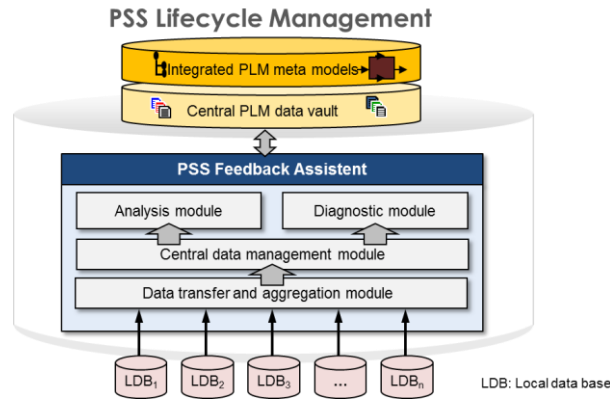 PSS Lifecycle Management
Integrated PLM meta models
Central PLM data vault
PSS Feedback Assistent
Analysis module
Diagnostic module
Central data management module
Data transfer and aggregation module
LDB₁
LDB₂
LDB₃
...
LDBₙ
LDB: Local data base